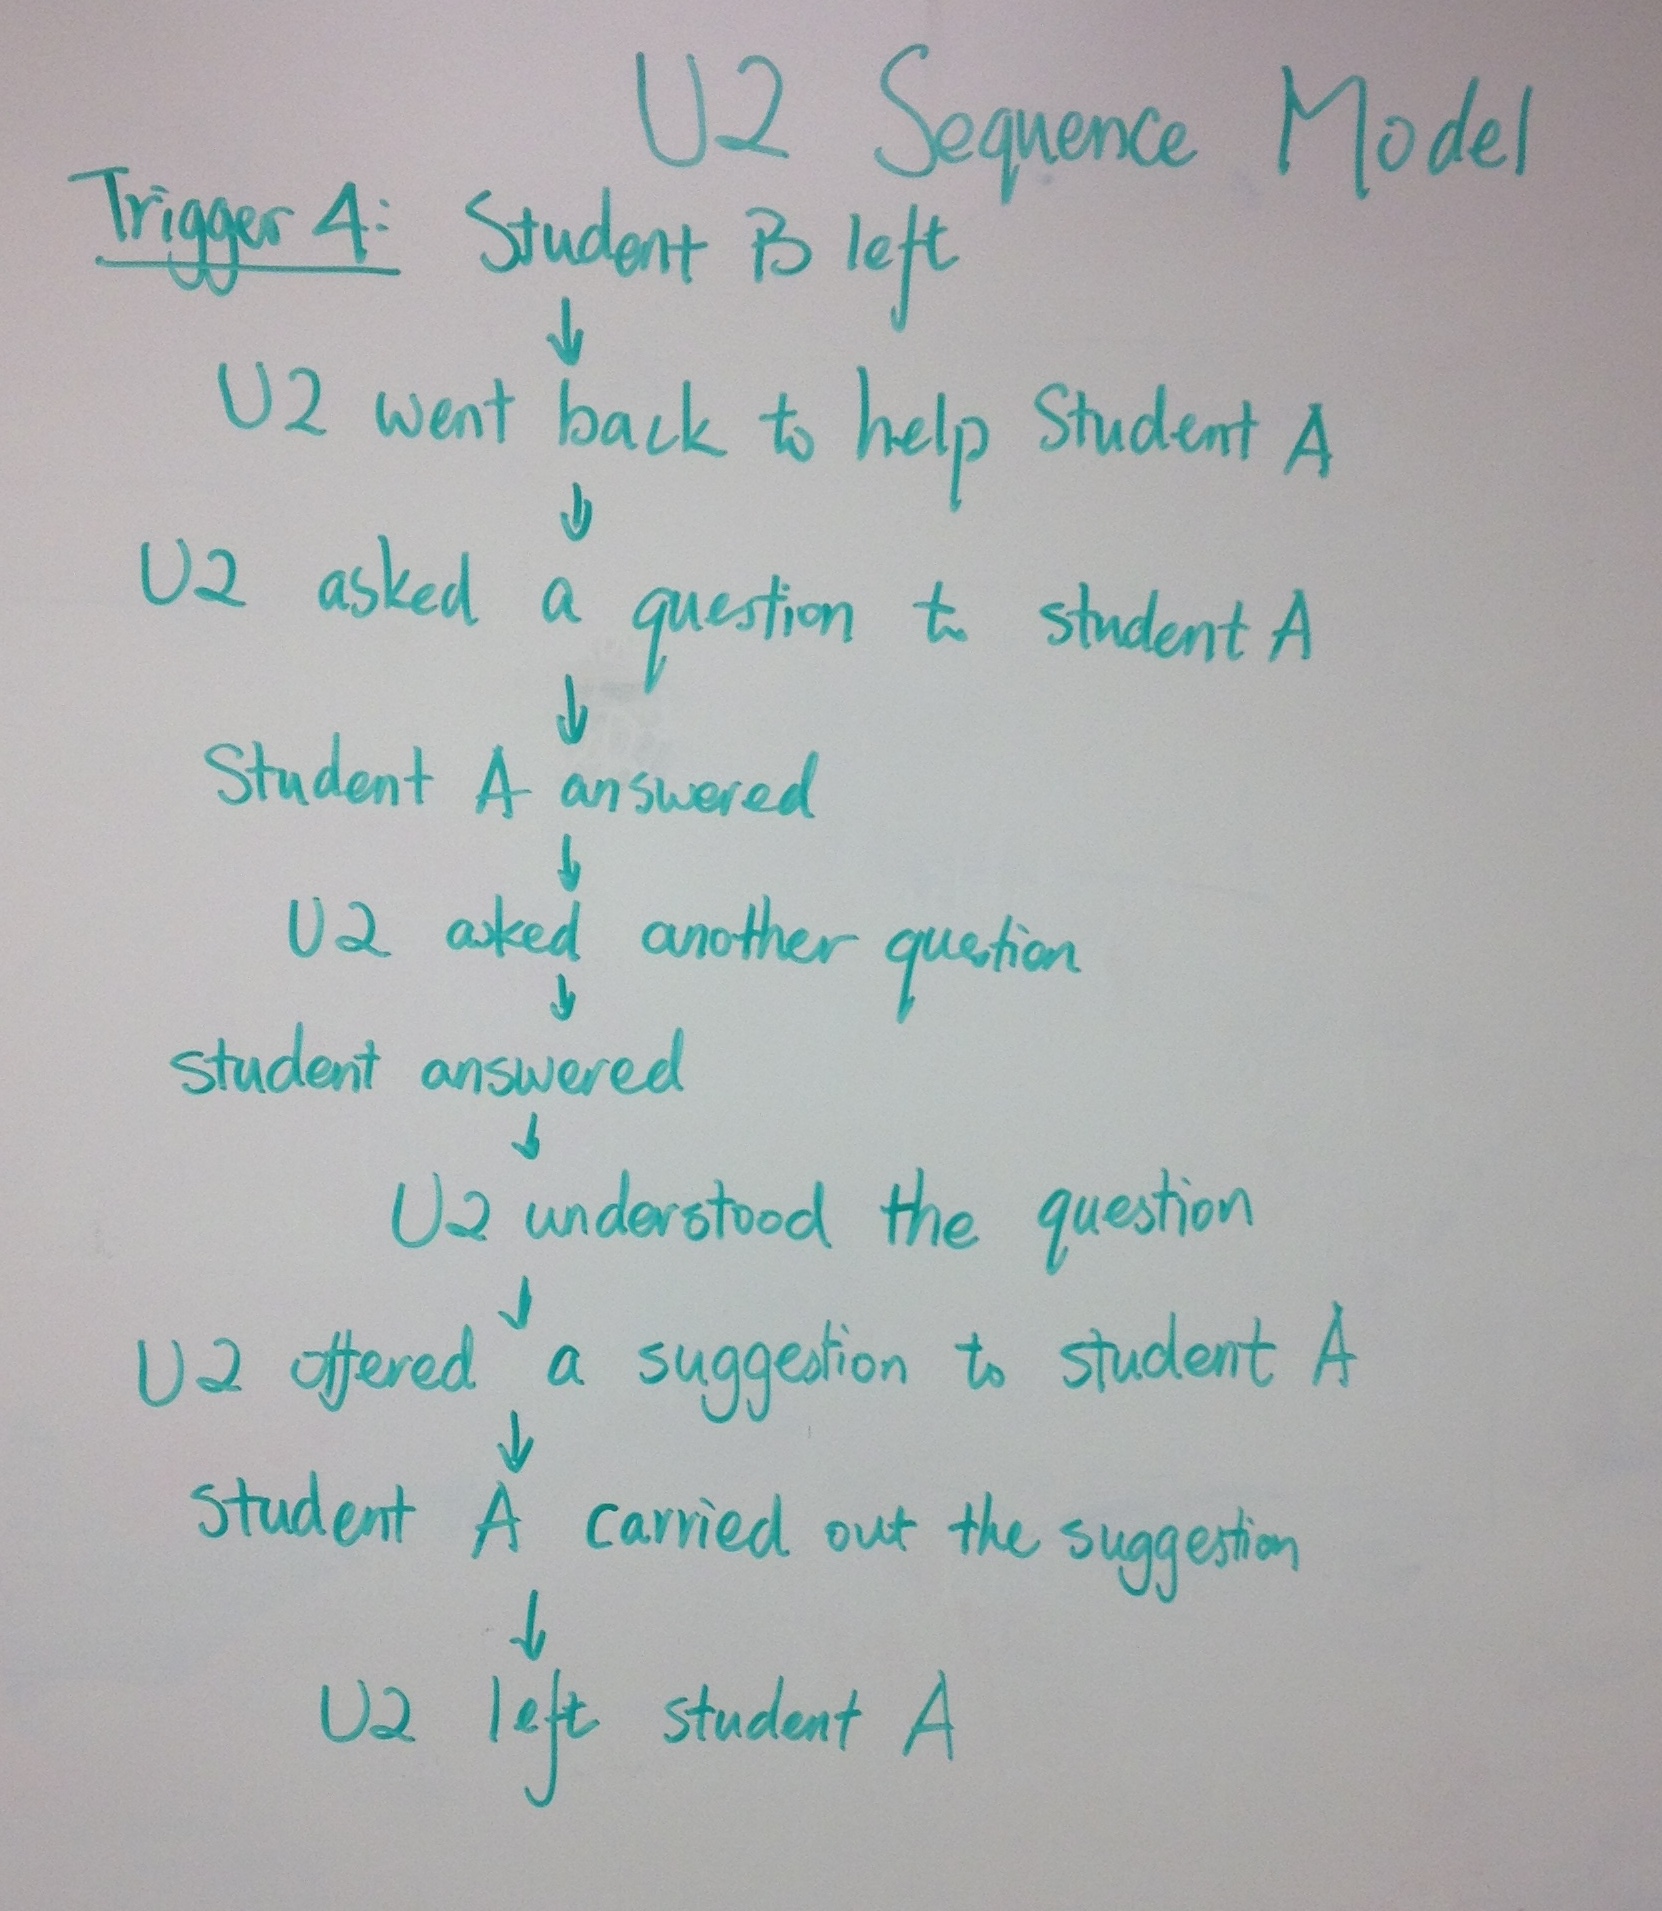 U2 Sequence Model
Trigger 4: Student B left
↓
U2 went back to help Student A
↓
U2 asked a question to student A
↓
Student A answered
↓
U2 asked another question
↓
student answered
↓
U2 understood the question
↓
U2 offered a suggestion to student A
↓
student A carried out the suggestion
↓
U2 left student A